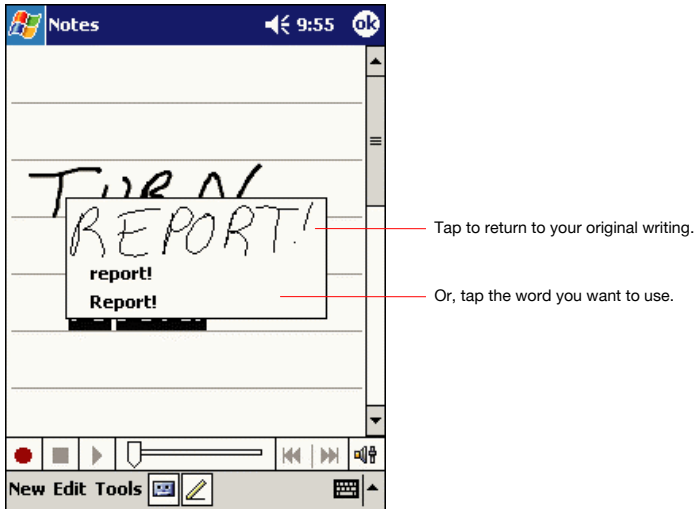 Notes 9:55 ok
TURN
REPORT!
Tap to return to your original writing.
report!
Or, tap the word you want to use.
Report!
New Edit Tools